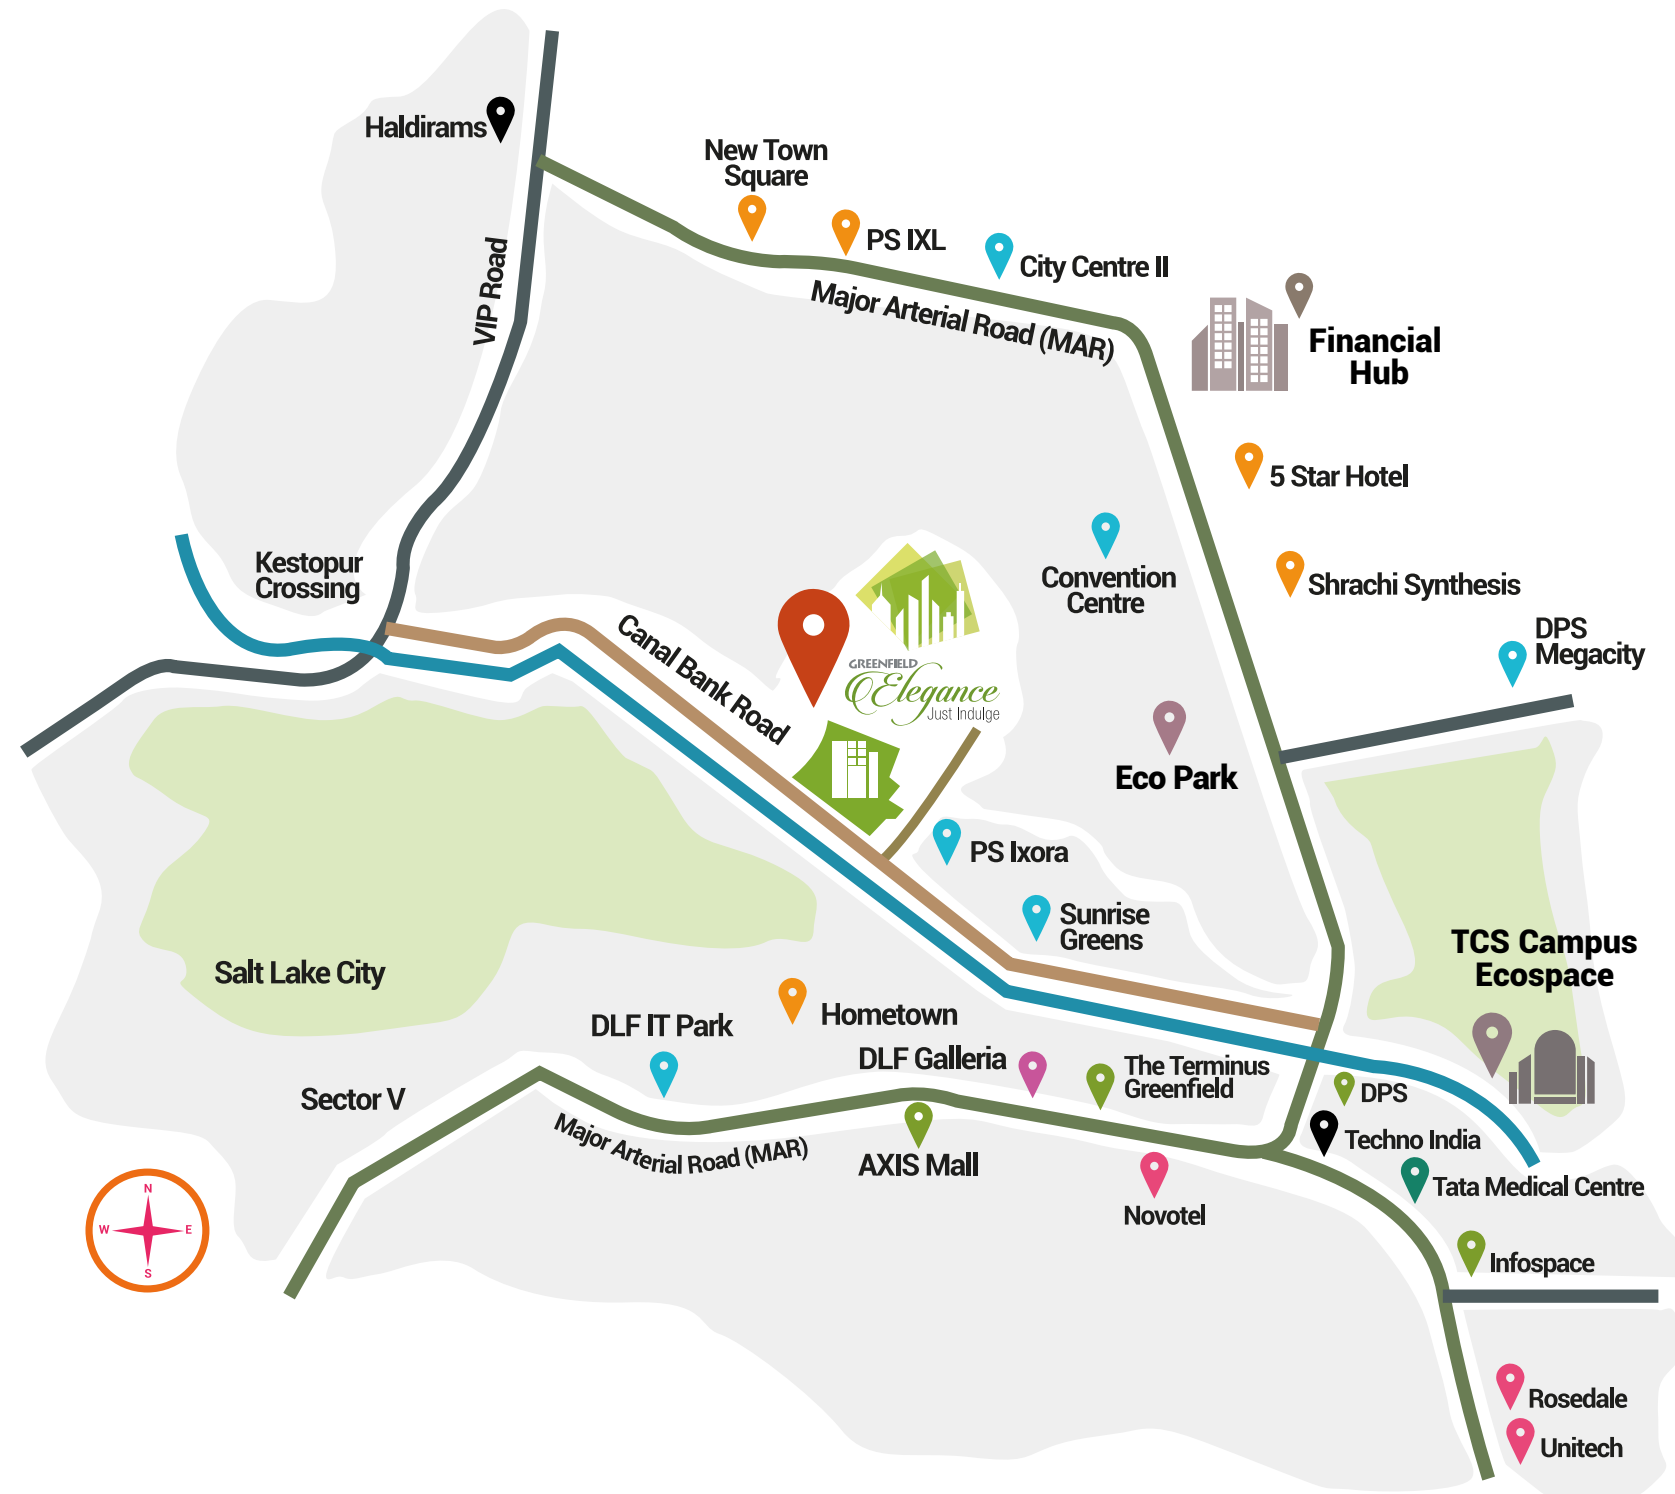 Haldirams
New Town
Square
PS IXL
City Centre II
VIP Road
Major Arterial Road (MAR)
Financial
Hub
5 Star Hotel
Kestopur
Crossing
Convention
Centre
Shrachi Synthesis
Canal Bank Road
GREENFIELD
Elegance
Just Indulge
DPS
Megacity
Eco Park
PS Ixora
Sunrise
Greens
TCS Campus
Ecospace
Salt Lake City
Hometown
DLF IT Park
DLF Galleria
The Terminus
Greenfield
DPS
Sector V
Major Arterial Road (MAR)
AXIS Mall
Techno India
Novotel
Tata Medical Centre
N
W
E
S
Infospace
Rosedale
Unitech